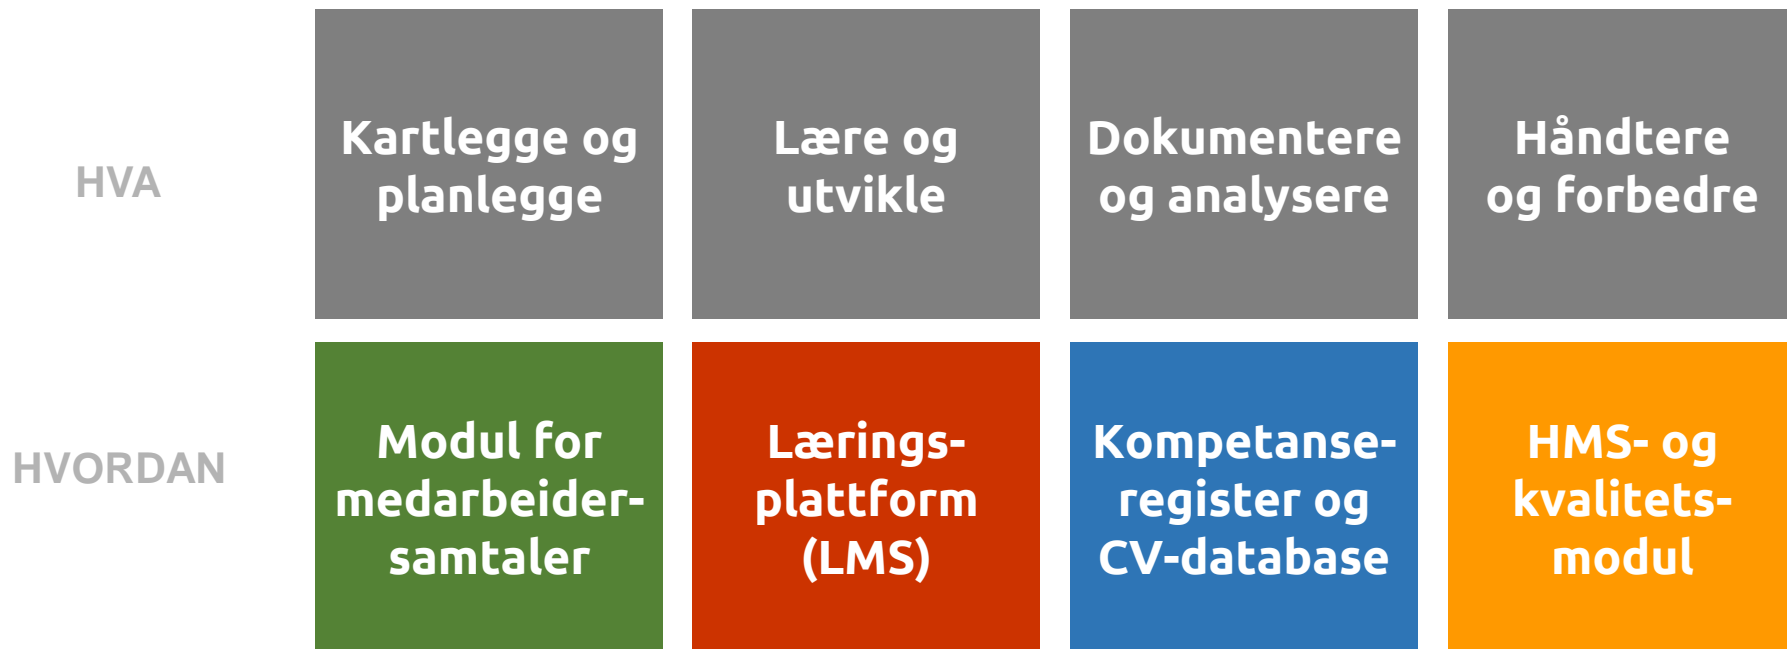 HVA
Kartlegge og
planlegge
Lære og
utvikle
Dokumentere
og analysere
Håndtere
og forbedre
HVORDAN
Modul for
medarbeider-
samtaler
Lærings-
plattform
(LMS)
Kompetanse-
register og
CV-database
HMS- og
kvalitets-
modul